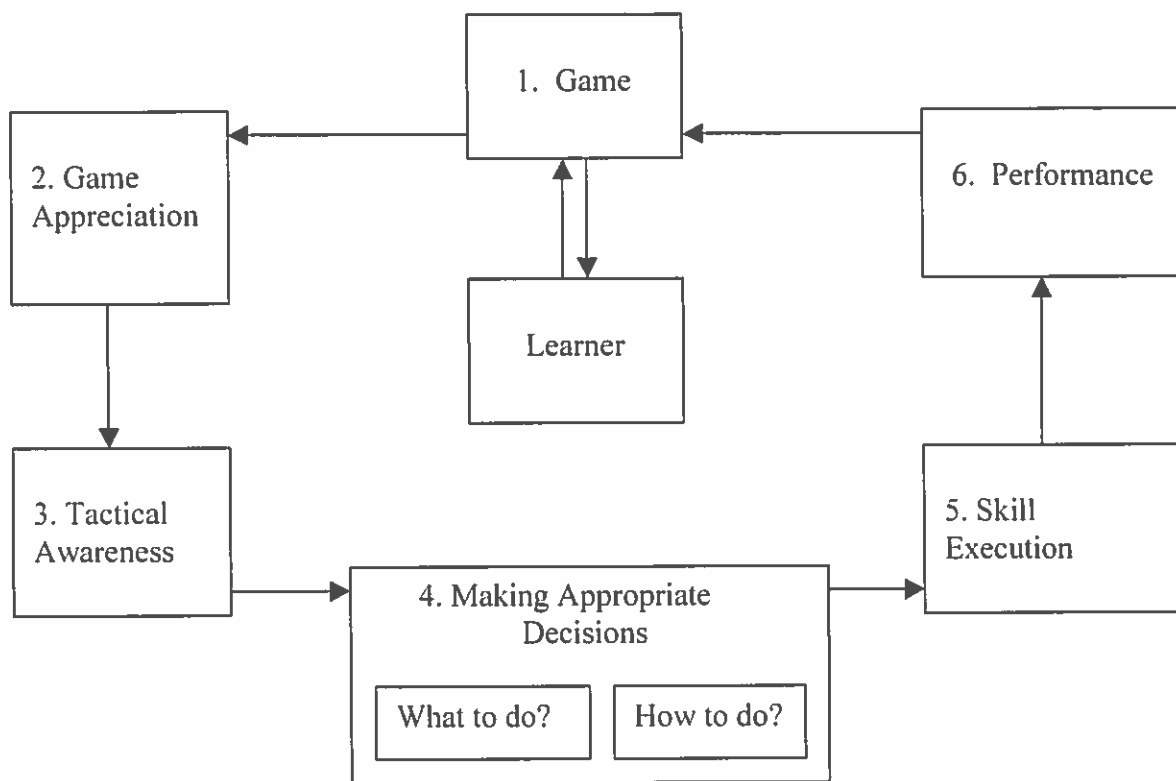 1. Game
2. Game
Appreciation
6. Performance
Learner
3. Tactical
Awareness
4. Making Appropriate
Decisions
What to do?
How to do?
5. Skill
Execution